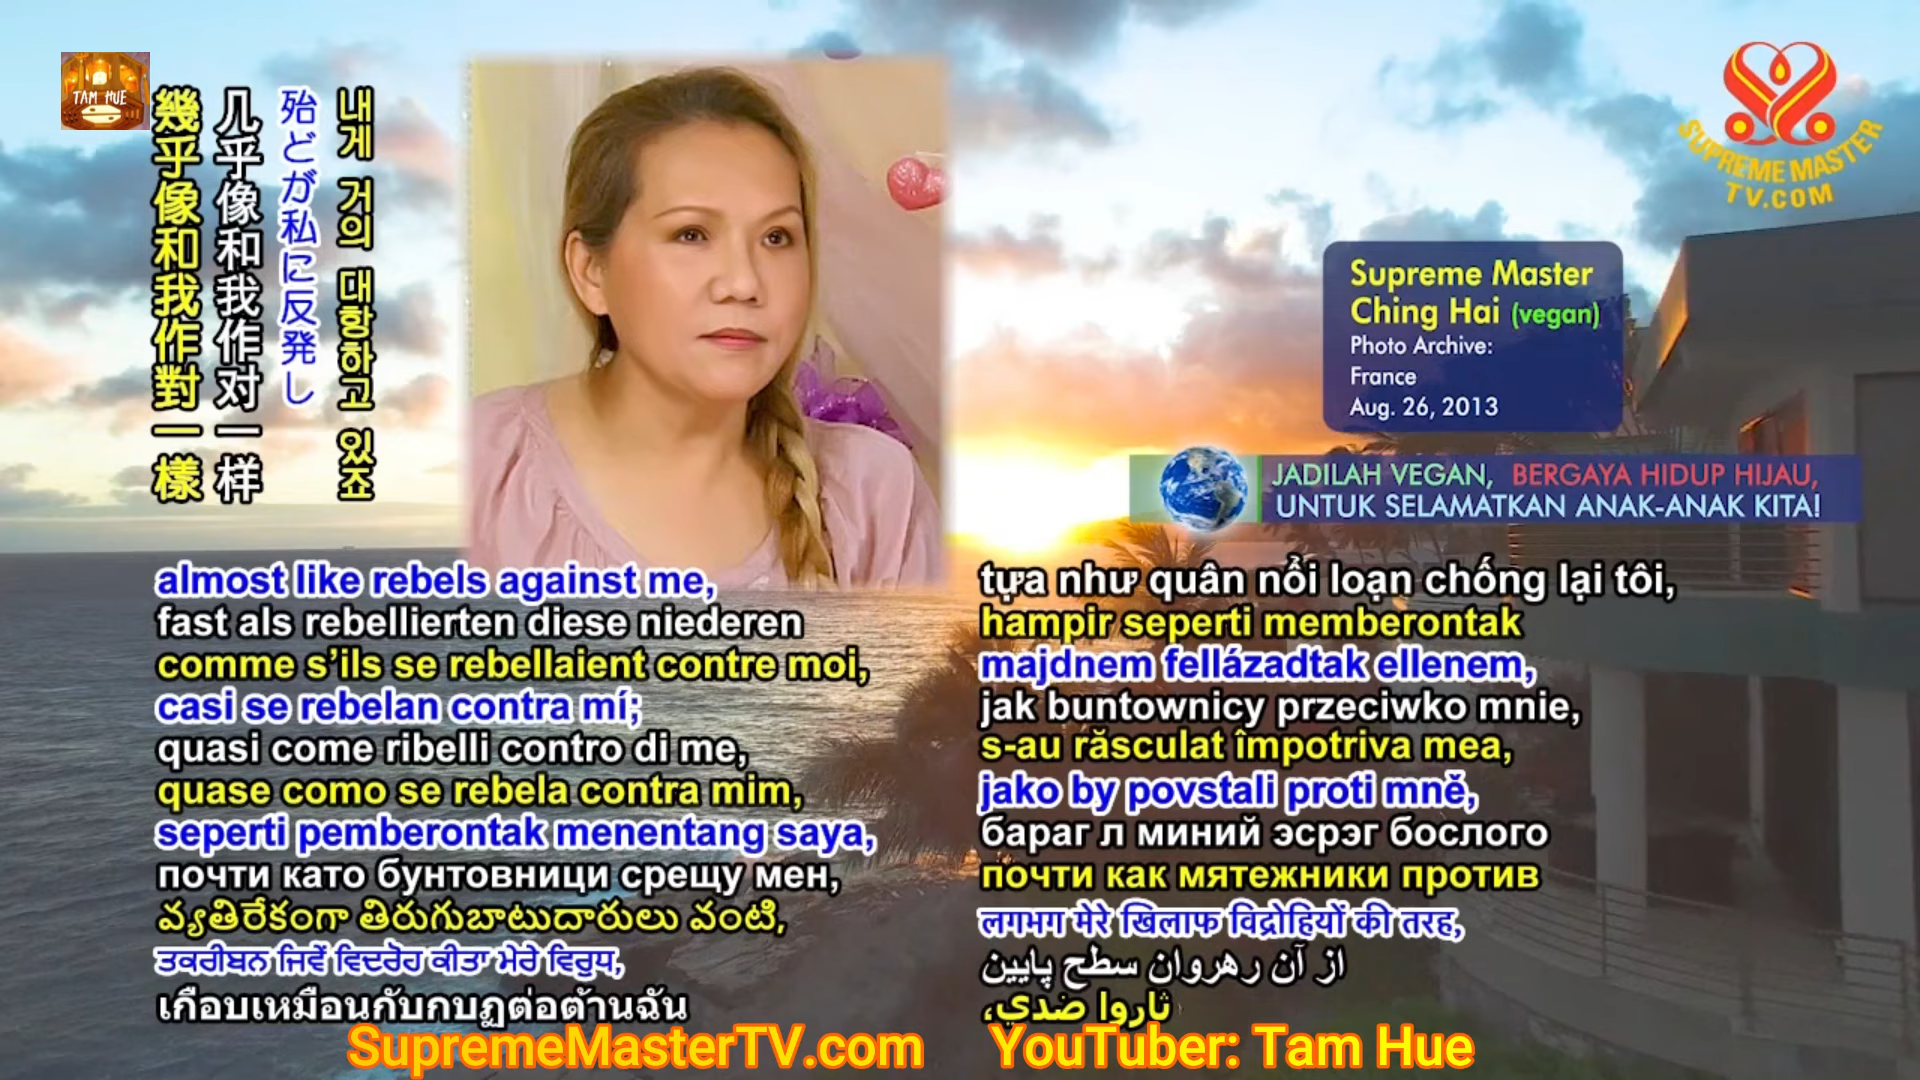 TAM HUE
幾乎像和我作對一樣
几乎像和我作对一样
殆どが私に反発し
내게 거의 대항하고 있죠
SUPREME MASTER
TV.COM
Supreme Master
Ching Hai (vegan)
Photo Archive:
France
Aug. 26, 2013
JADILAH VEGAN, BERGAYA HIDUP HIJAU,
UNTUK SELAMATKAN ANAK-ANAK KITA!
almost like rebels against me,
fast als rebellierten diese niederen
comme s’ils se rebellaient contre moi,
casi se rebelan contra mí;
quasi come ribelli contro di me,
quase como se rebela contra mim,
seperti pemberontak menentang saya,
почти като бунтовници срещу мен,
వ్యతిరేకంగా తిరుగుబాటుదారులు వంటి,
ਤਕਰੀਬਨ ਜਿਵੇਂ ਵਿਦਰੋਹ ਕੀਤਾ ਮੇਰੇ ਵਿਰੁਧ,
เกือบเหมือนกับกบฏต่อต้านฉัน
tựa như quân nổi loạn chống lại tôi,
hampir seperti memberontak
majdnem fellázadtak ellenem,
jak buntownicy przeciwko mnie,
s-au răsculat împotriva mea,
jako by povstali proti mně,
бараг л миний эсрэг бослого
почти как мятежники против
लगभग मेरे खिलाफ विद्रोहियों की तरह,
از آن رهروان سطح پایین
ثاروا ضدي،
SupremeMasterTV.com YouTuber: Tam Hue